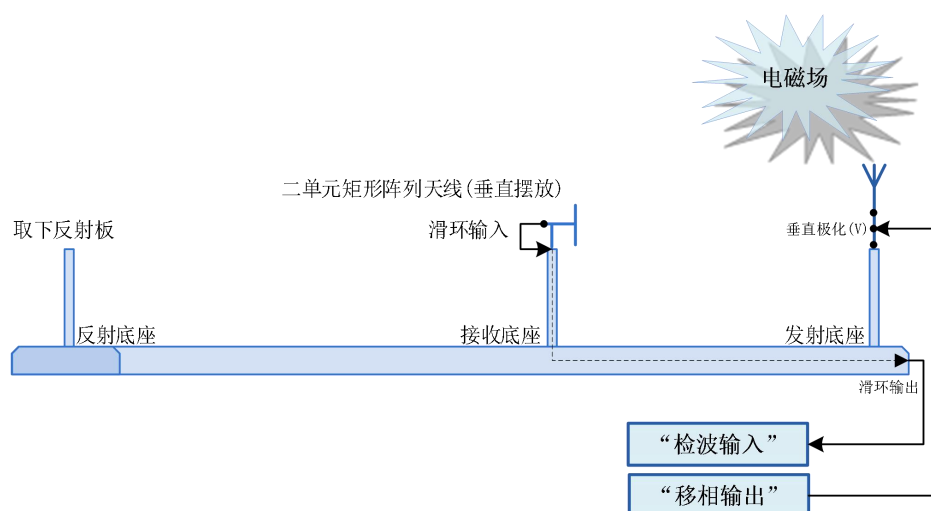 电磁场
二单元矩形阵列天线(垂直摆放)
取下反射板
滑环输入
垂直极化(V)
反射底座
接收底座
发射底座
滑环输出
“检波输入”
“移相输出”